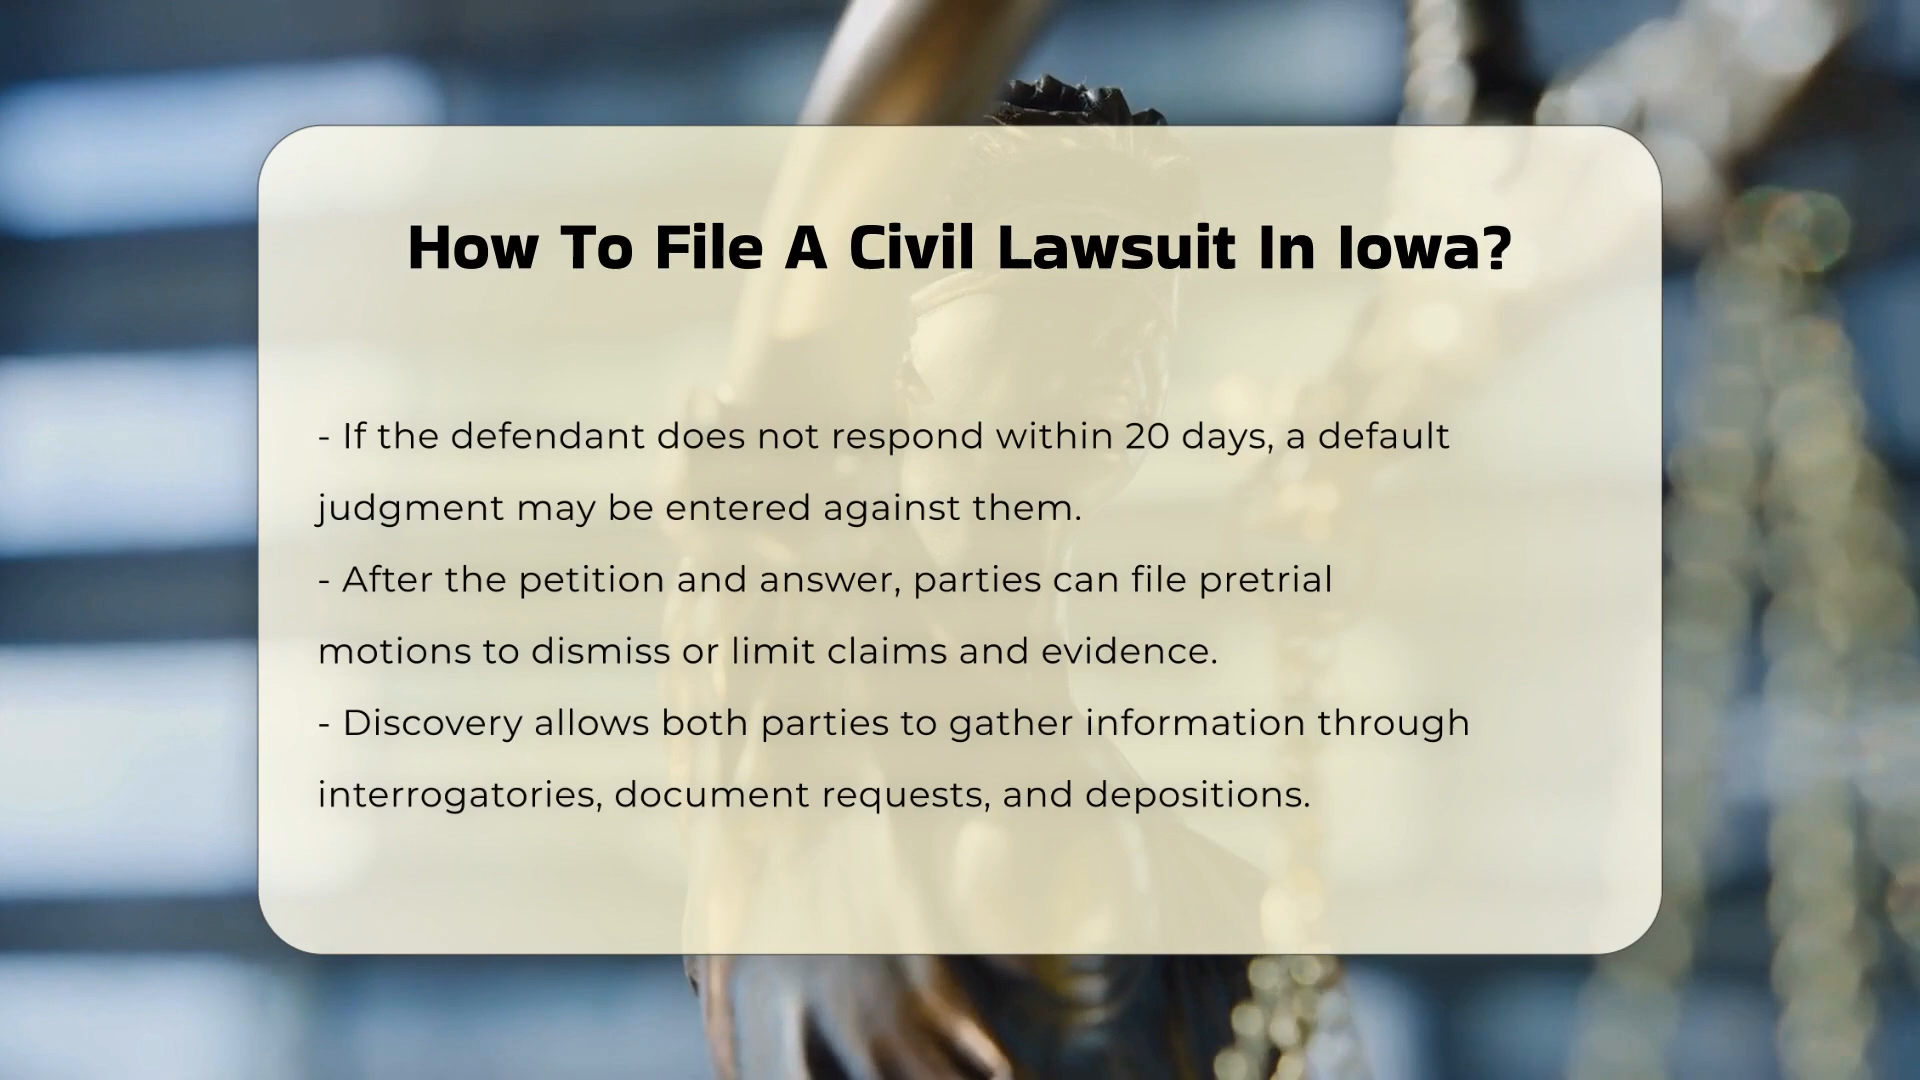 How To File A Civil Lawsuit In Iowa?
- If the defendant does not respond within 20 days, a default
judgment may be entered against them.
- After the petition and answer, parties can file pretrial
motions to dismiss or limit claims and evidence.
- Discovery allows both parties to gather information through
interrogatories, document requests, and depositions.